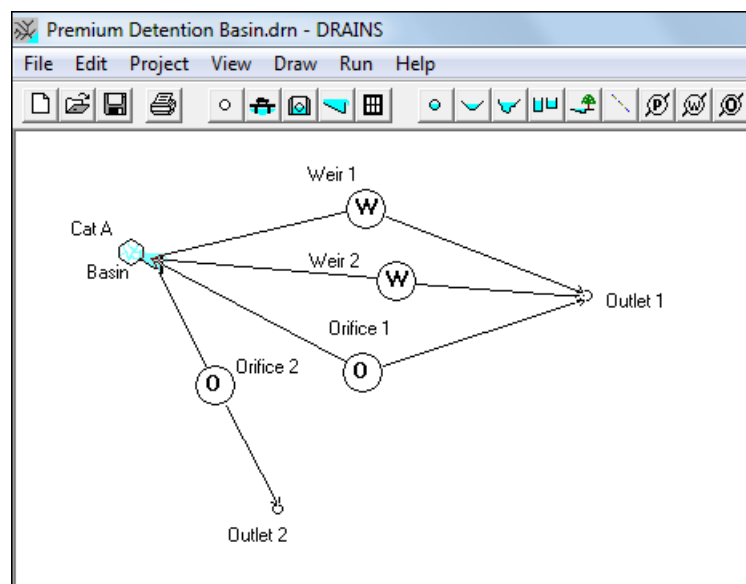 Premium Detention Basin.drn - DRAINS
File Edit Project View Draw Run Help
P W O
Weir 1
W
Cat A
Basin
Weir 2
W
Outlet 1
Orifice 1
O
Orifice 2
O
Outlet 2